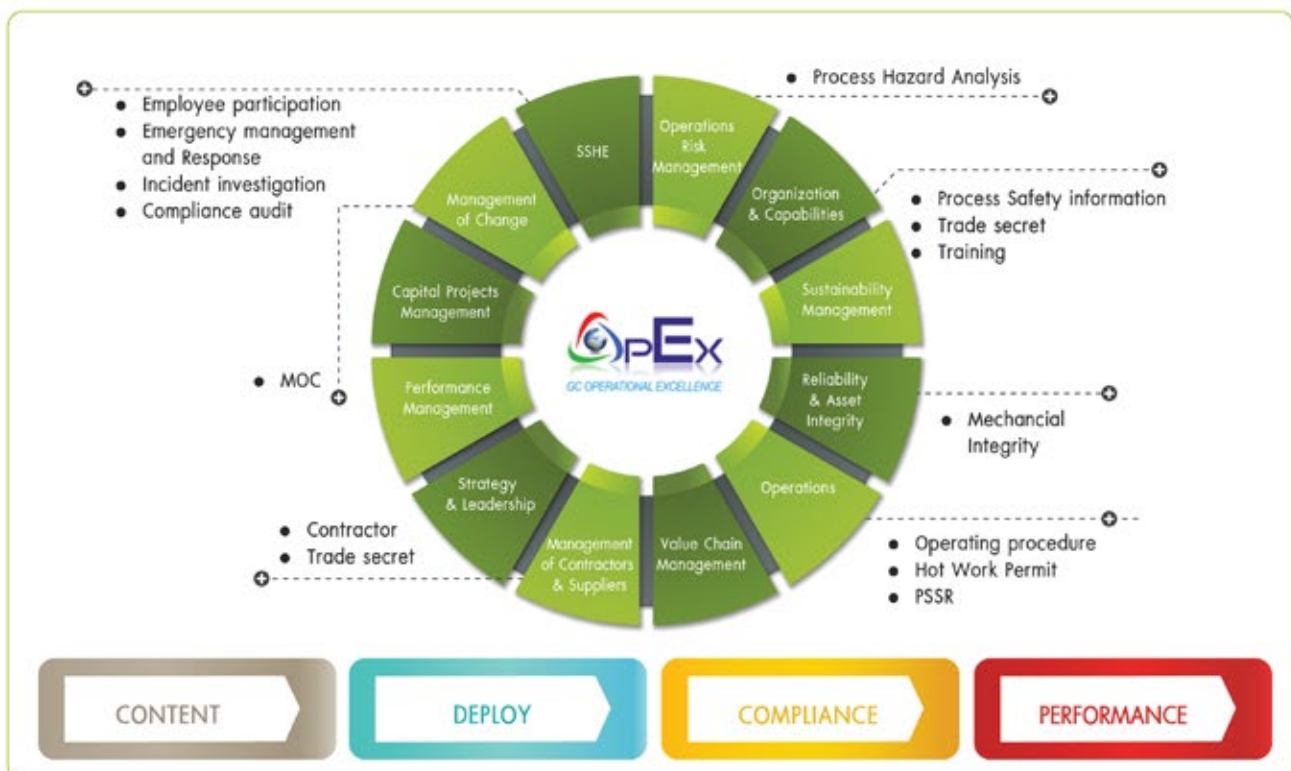 Process Hazard Analysis
Employee participation
Emergency management
and Response
Incident investigation
Compliance audit
SSHE
Operations
Risk
Management
Management
of Change
Organization
& Capabilities
Process Safety information
Trade secret
Training
Capital Projects
Management
Sustainability
Management
OpEx
GC OPERATIONAL EXCELLENCE
MOC
Performance
Management
Reliability
& Asset
Integrity
Mechancial
Integrity
Strategy
& Leadership
Operations
Contractor
Trade secret
Management
of Contractors
& Suppliers
Value Chain
Management
Operating procedure
Hot Work Permit
PSSR
CONTENT
DEPLOY
COMPLIANCE
PERFORMANCE